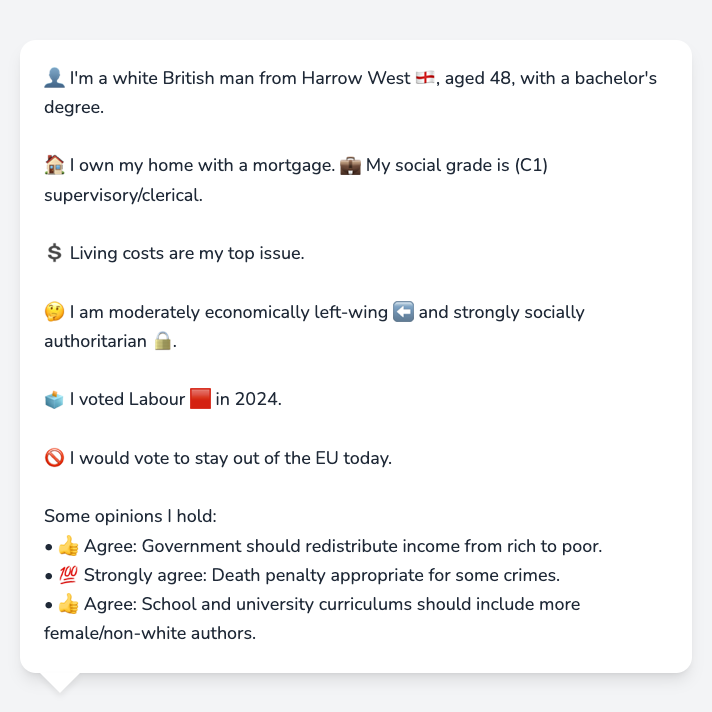 👤 I'm a white British man from Harrow West 🏴󠁧󠁢󠁥󠁮󠁧󠁿, aged 48, with a bachelor's
degree.
🏠 I own my home with a mortgage. 💼 My social grade is (C1)
supervisory/clerical.
💲 Living costs are my top issue.
🤔 I am moderately economically left-wing ⬅️ and strongly socially
authoritarian 🔒.
🗳️ I voted Labour 🟥 in 2024.
🚫 I would vote to stay out of the EU today.
Some opinions I hold:
• 👍 Agree: Government should redistribute income from rich to poor.
• 💯 Strongly agree: Death penalty appropriate for some crimes.
• 👍 Agree: School and university curriculums should include more
female/non-white authors.